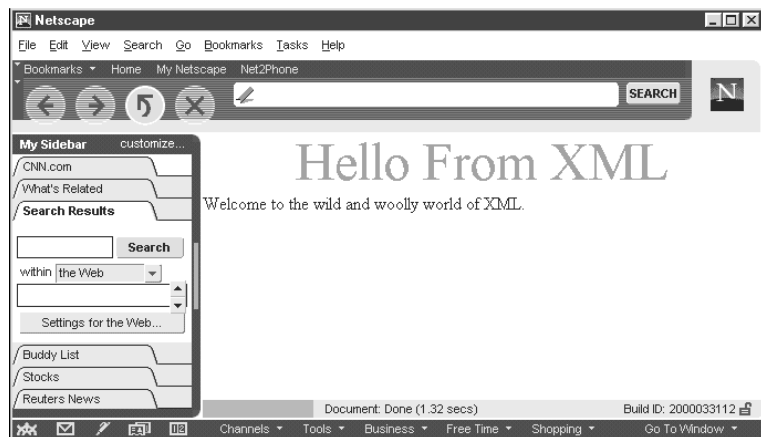 Netscape
File Edit View Search Go Bookmarks Tasks Help
Bookmarks Home My Netscape Net2Phone
SEARCH
N
My Sidebar customize...
CNN.com
What's Related
Search Results
Search
within the Web
Settings for the Web...
Buddy List
Stocks
Reuters News
Hello From XML
Welcome to the wild and woolly world of XML.
Document: Done (1.32 secs) Build ID: 2000033112
Channels Tools Business Free Time Shopping Go To Window